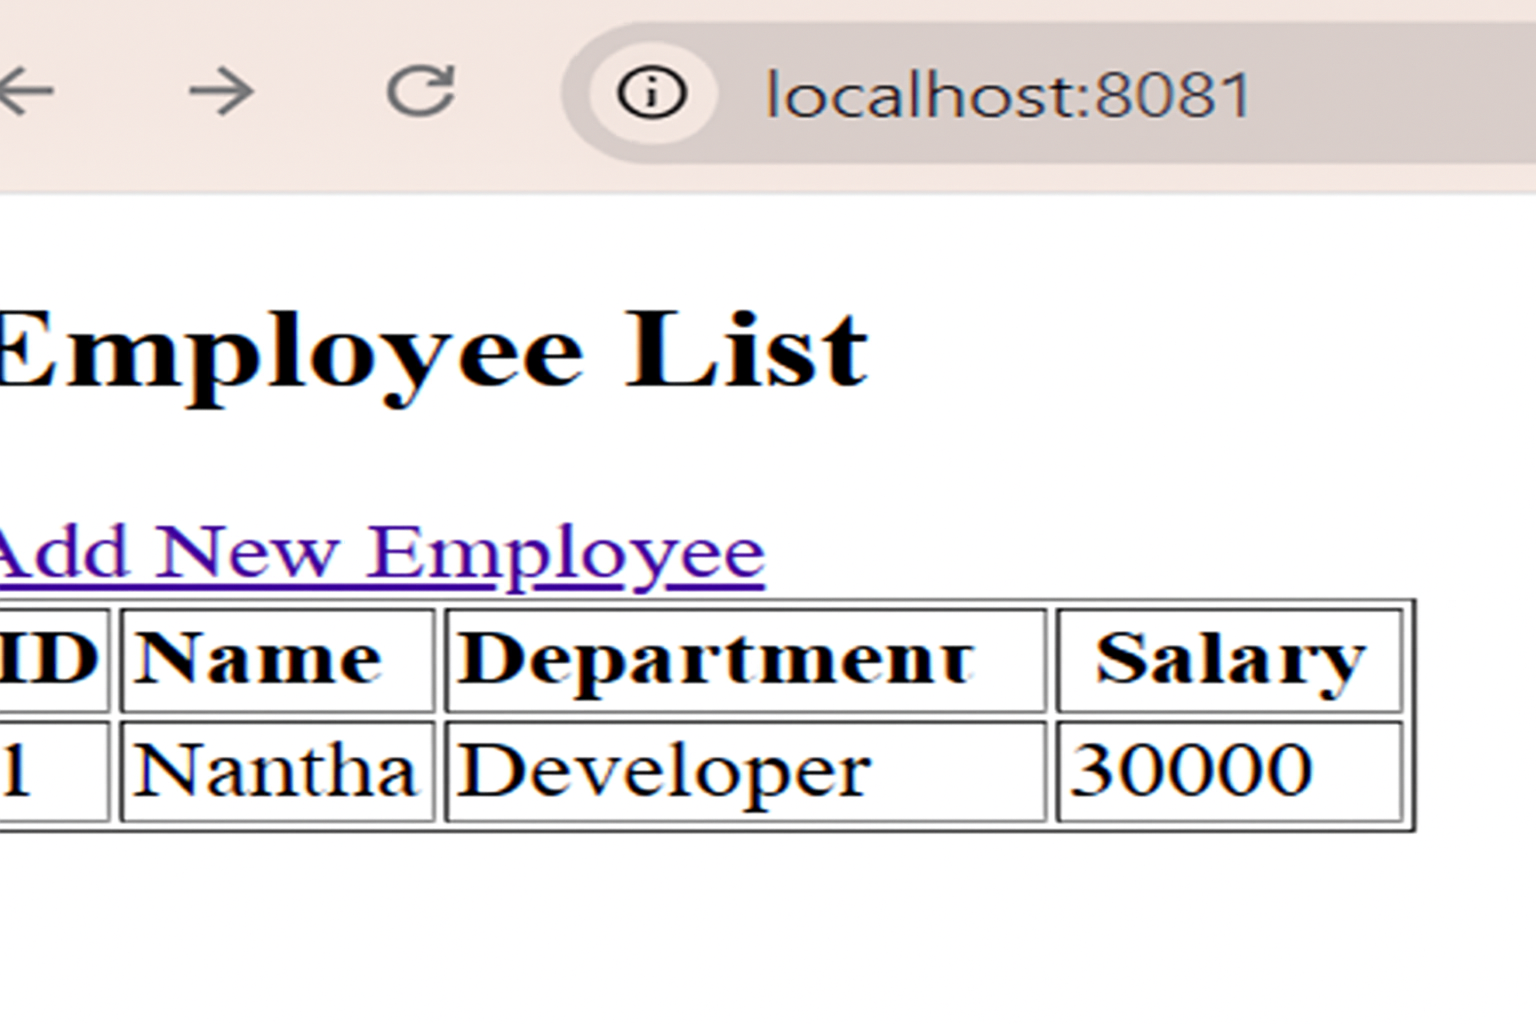 localhost:8081
Employee List
Add New Employee
ID Name Department Salary
1 Nantha Developer 30000